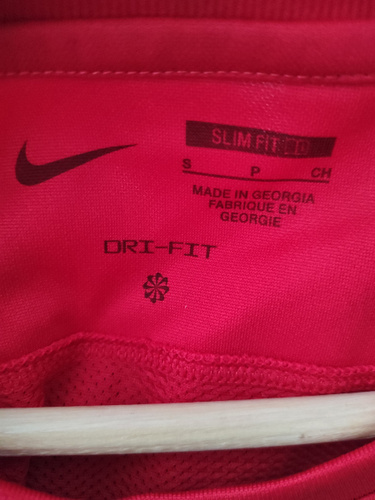 SLIM FITTED
S P CH
MADE IN GEORGIA
FABRIQUE EN
GEORGIE
DRI-FIT